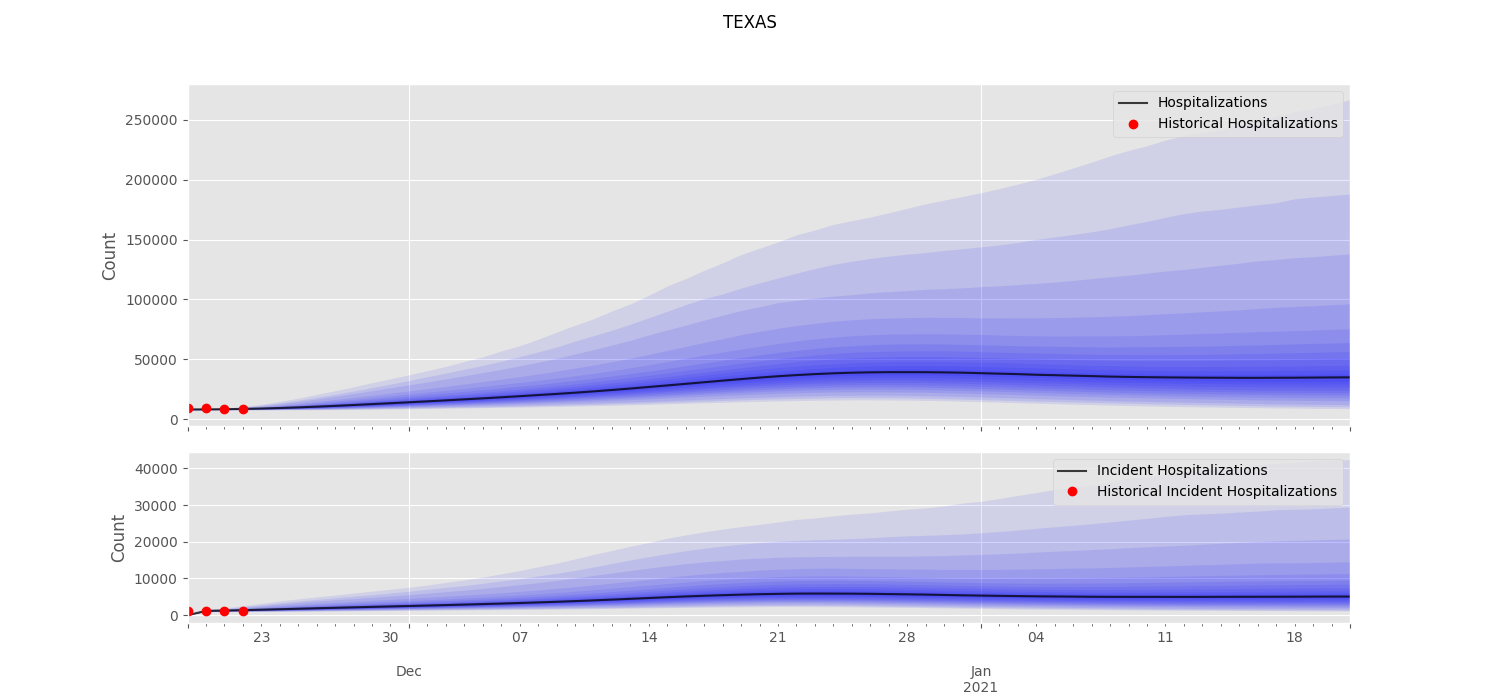 TEXAS
Hospitalizations
Historical Hospitalizations
250000
200000
150000
100000
50000
0
Count
Incident Hospitalizations
Historical Incident Hospitalizations
40000
30000
20000
10000
0
Count
23 30 07 14 21 28 04 11 18
Dec Jan
2021